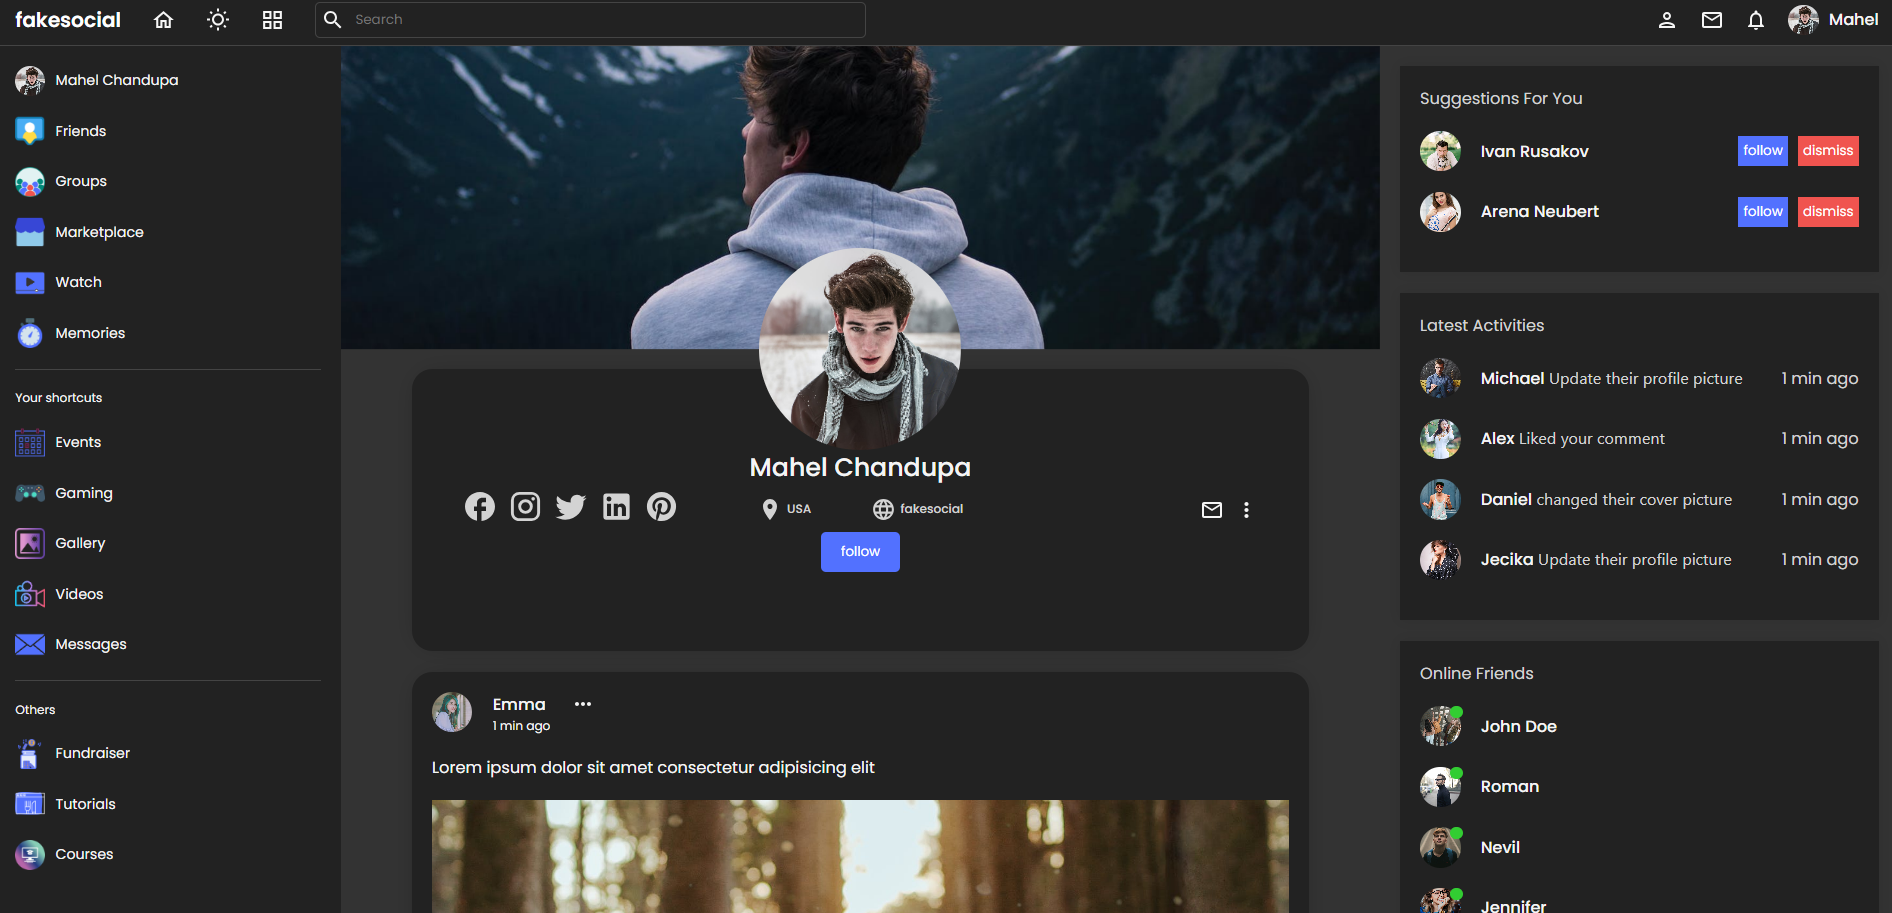 fakesocial
Search
Mahel
Mahel Chandupa
Friends
Groups
Marketplace
Watch
Memories
Your shortcuts
Events
Gaming
Gallery
Videos
Messages
Others
Fundraiser
Tutorials
Courses
Mahel Chandupa
USA
fakesocial
follow
Emma
1 min ago
Lorem ipsum dolor sit amet consectetur adipisicing elit
Suggestions For You
Ivan Rusakov follow dismiss
Arena Neubert follow dismiss
Latest Activities
Michael Update their profile picture 1 min ago
Alex Liked your comment 1 min ago
Daniel changed their cover picture 1 min ago
Jecika Update their profile picture 1 min ago
Online Friends
John Doe
Roman
Nevil
Jennifer